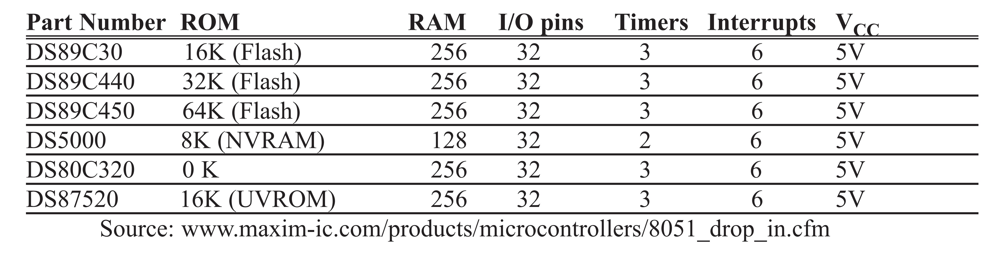 Part Number ROM RAM I/O pins Timers Interrupts VCC
DS89C30 16K (Flash) 256 32 3 6 5V
DS89C440 32K (Flash) 256 32 3 6 5V
DS89C450 64K (Flash) 256 32 3 6 5V
DS5000 8K (NVRAM) 128 32 2 6 5V
DS80C320 0 K 256 32 3 6 5V
DS87520 16K (UVROM) 256 32 3 6 5V
Source: www.maxim-ic.com/products/microcontrollers/8051_drop_in.cfm